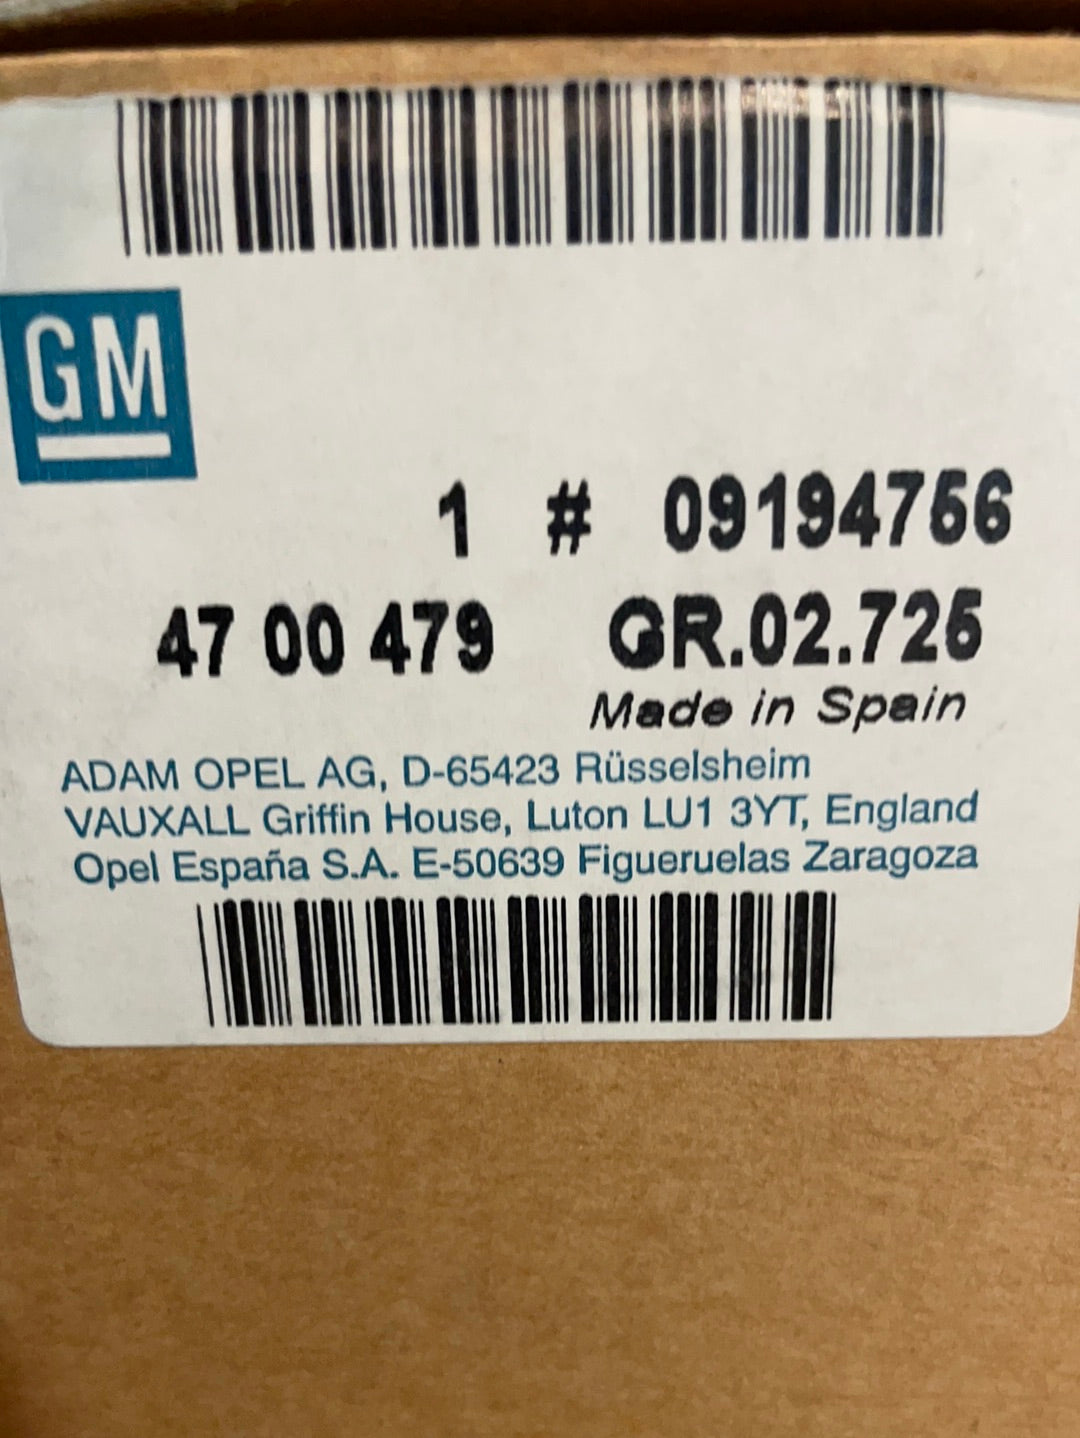 GM
1 # 09194756
47 00 479 GR.02.725
Made in Spain
ADAM OPEL AG, D-65423 Rüsselsheim
VAUXALL Griffin House, Luton LU1 3YT, England
Opel España S.A. E-50639 Figueruelas Zaragoza